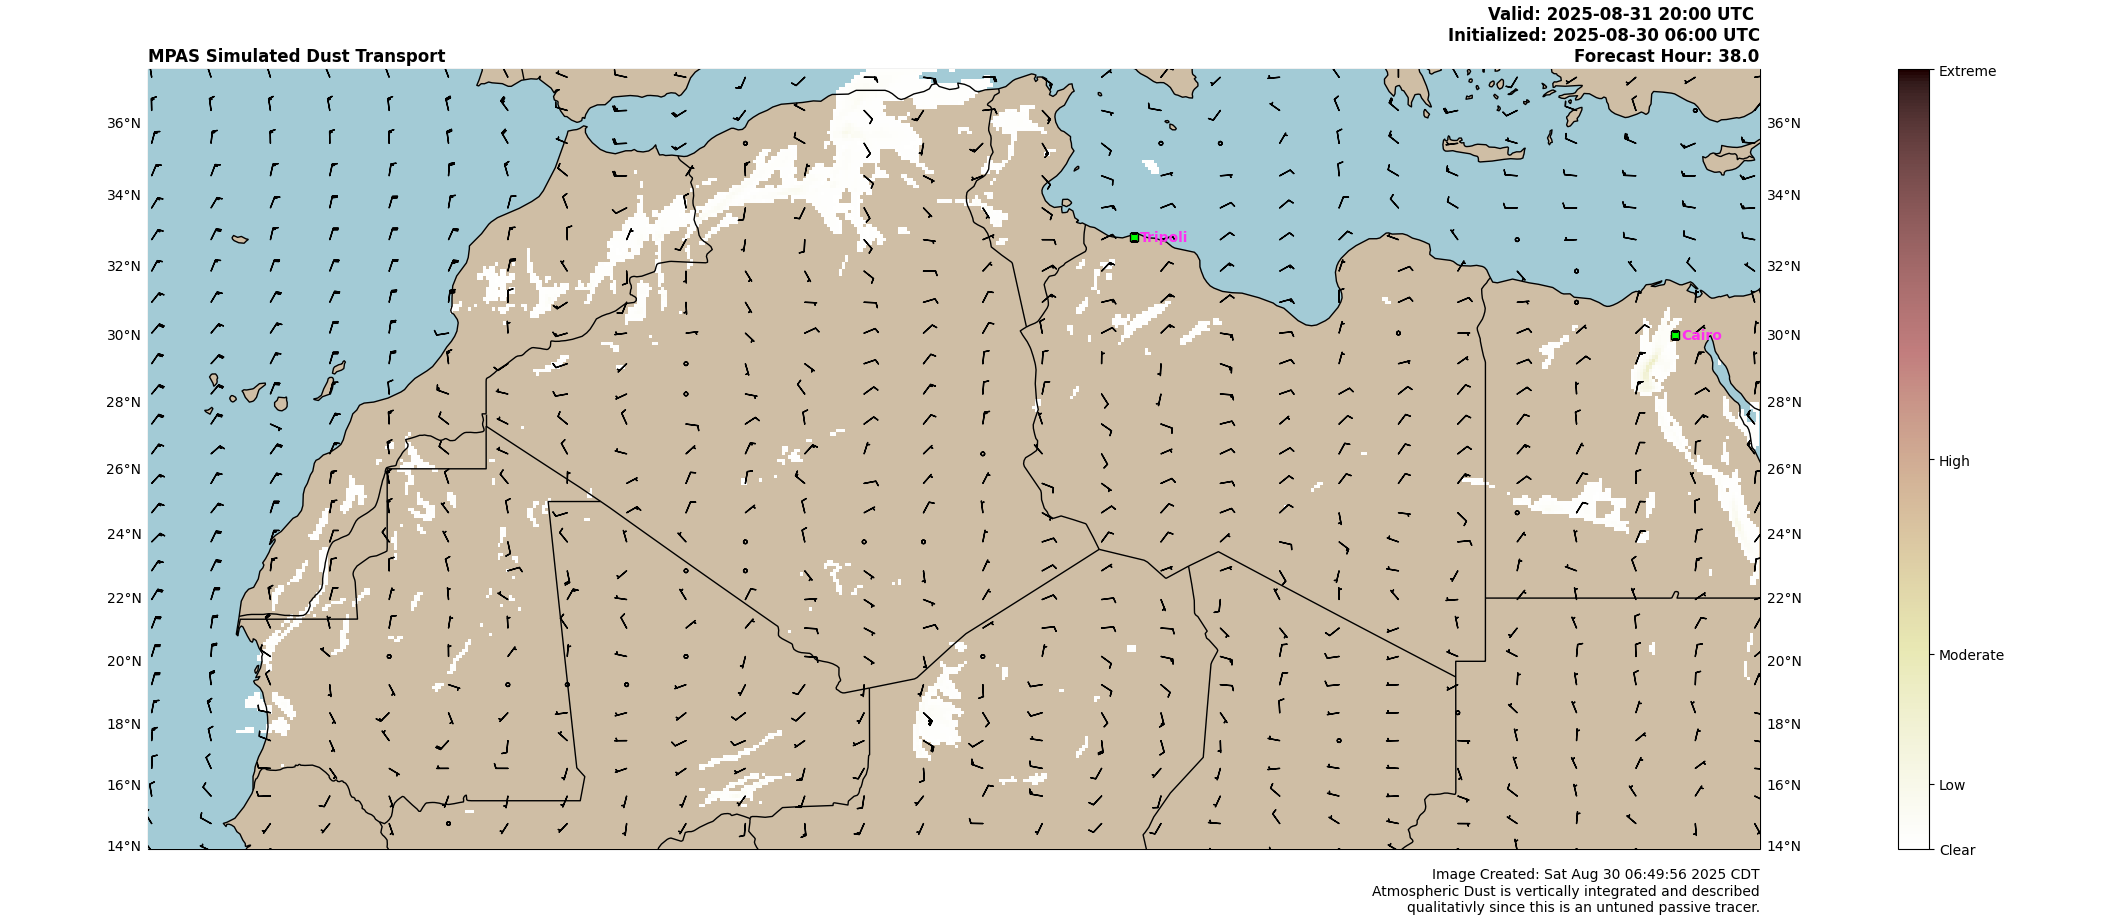 Valid: 2025-08-31 20:00 UTC
Initialized: 2025-08-30 06:00 UTC
MPAS Simulated Dust Transport
Forecast Hour: 38.0
Extreme
36°N
36°N
34°N
34°N
Tripoli
32°N
32°N
30°N
Cairo
30°N
28°N
28°N
High
26°N
26°N
24°N
24°N
22°N
22°N
20°N
20°N
Moderate
18°N
18°N
16°N
16°N
Low
14°N
14°N
Clear
Image Created: Sat Aug 30 06:49:56 2025 CDT
Atmospheric Dust is vertically integrated and described
qualitativly since this is an untuned passive tracer.